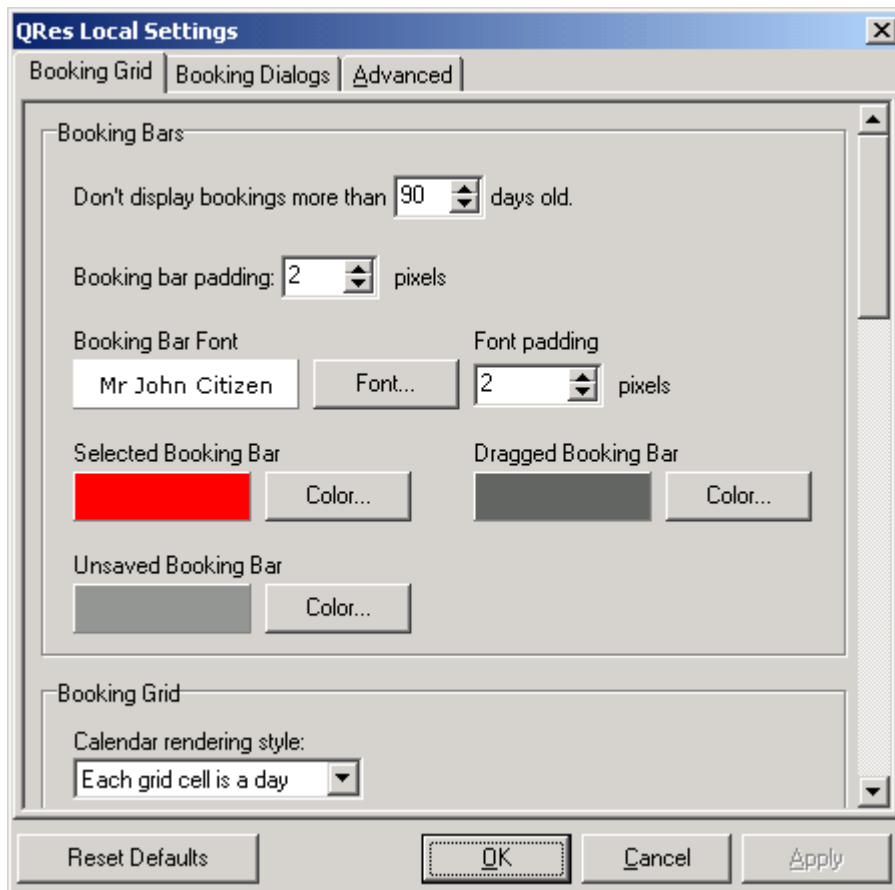 QRes Local Settings
Booking Grid Booking Dialogs Advanced
Booking Bars
Don't display bookings more than 90 days old.
Booking bar padding: 2 pixels
Booking Bar Font Font padding
Mr John Citizen Font... 2 pixels
Selected Booking Bar Dragged Booking Bar
Color... Color...
Unsaved Booking Bar
Color...
Booking Grid
Calendar rendering style:
Each grid cell is a day
Reset Defaults OK Cancel Apply